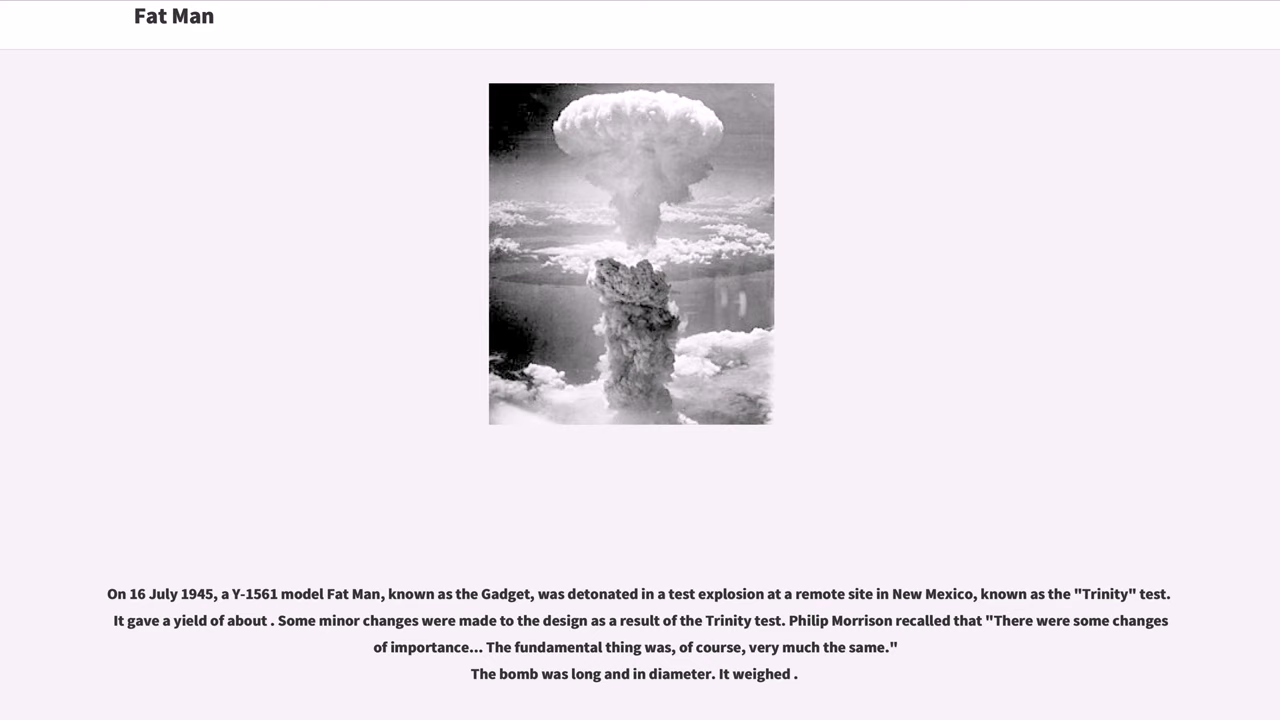 Fat Man
On 16 July 1945, a Y-1561 model Fat Man, known as the Gadget, was detonated in a test explosion at a remote site in New Mexico, known as the "Trinity" test.
It gave a yield of about . Some minor changes were made to the design as a result of the Trinity test. Philip Morrison recalled that "There were some changes
of importance... The fundamental thing was, of course, very much the same."
The bomb was long and in diameter. It weighed .